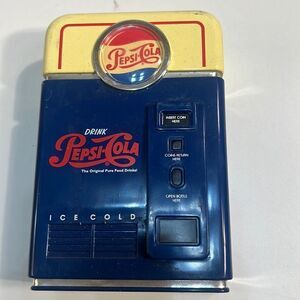 PEPSI-COLA
DRINK
PEPSI-COLA
The Original Pure Food Drink!
ICE COLD
INSERT COIN
HERE
COINS RETURN
HERE
OPEN BOTTLE
HERE